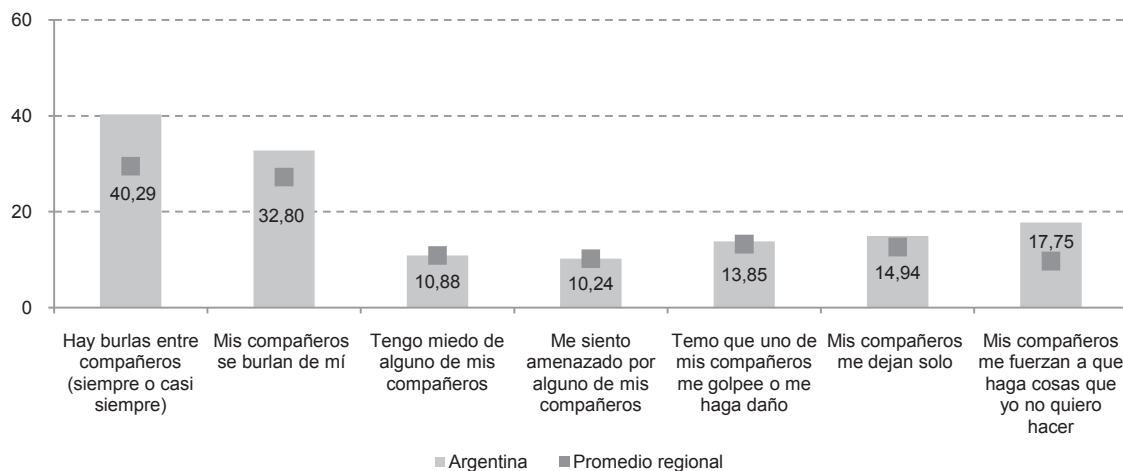 60
40
20
0
40,29
32,80
10,88
10,24
13,85
14,94
17,75
Hay burlas entre
compañeros
(siempre o casi
siempre)
Mis compañeros
se burlan de mí
Tengo miedo de
alguno de mis
compañeros
Me siento
amenazado por
alguno de mis
compañeros
Temo que uno de
mis compañeros
me golpee o me
haga daño
Mis compañeros
me dejan solo
Mis compañeros
me fuerzan a que
haga cosas que
yo no quiero
hacer
Argentina
Promedio regional